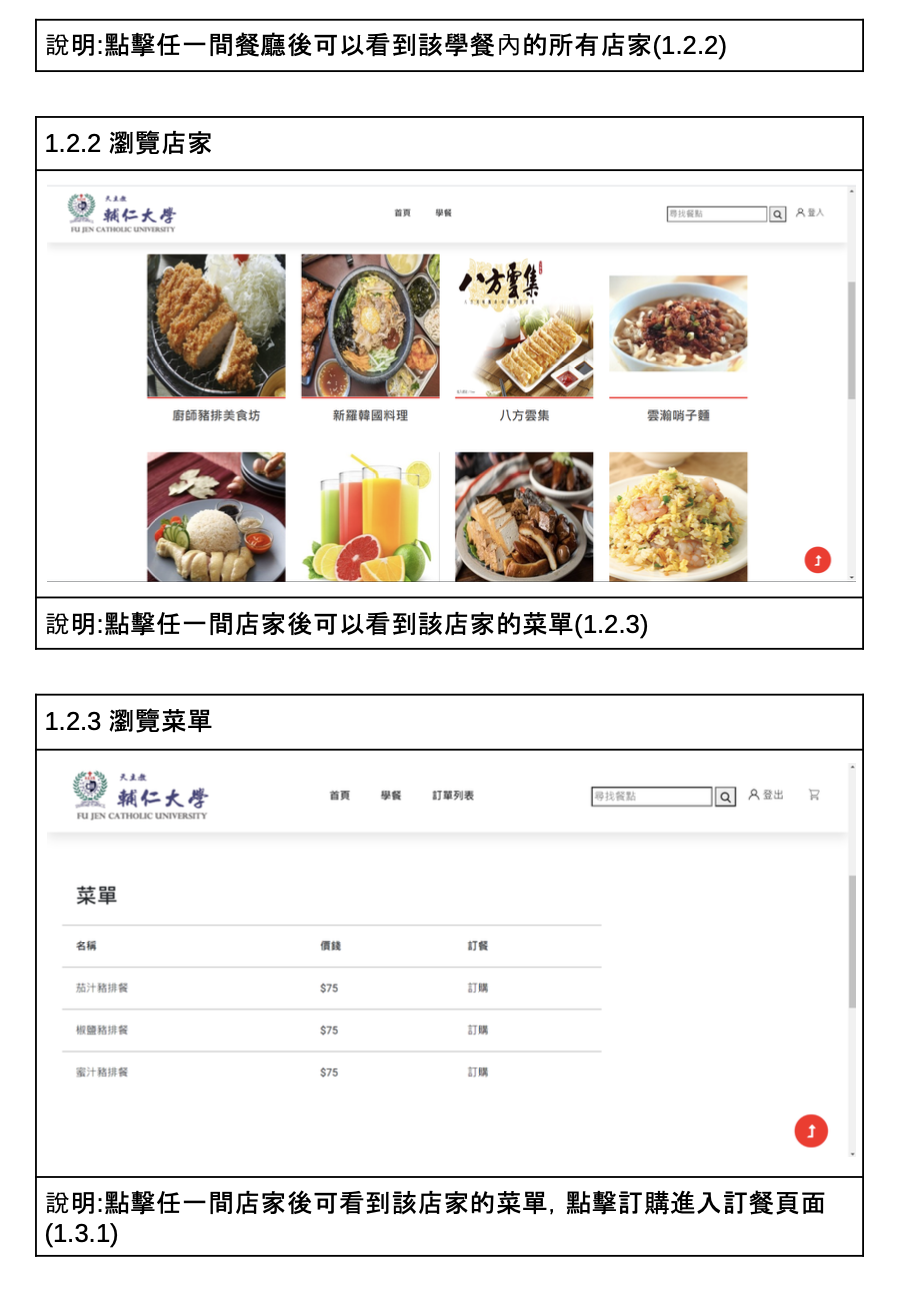 說明:點擊任一間餐廳後可以看到該學餐內的所有店家(1.2.2)
1.2.2 瀏覽店家
天主教
輔仁大學
FU JEN CATHOLIC UNIVERSITY
首頁 學餐
尋找餐點 登入
八方雲集
廚師豬排美食坊 新羅韓國料理 八方雲集 雲瀚哨子麵
說明:點擊任一間店家後可以看到該店家的菜單(1.2.3)
1.2.3 瀏覽菜單
天主教
輔仁大學
FU JEN CATHOLIC UNIVERSITY
首頁 學餐 訂單列表
尋找餐點 登出
菜單
名稱 價錢 訂餐
茄汁豬排餐 $75 訂購
椒鹽豬排餐 $75 訂購
蜜汁豬排餐 $75 訂購
說明:點擊任一間店家後可看到該店家的菜單, 點擊訂購進入訂餐頁面
(1.3.1)